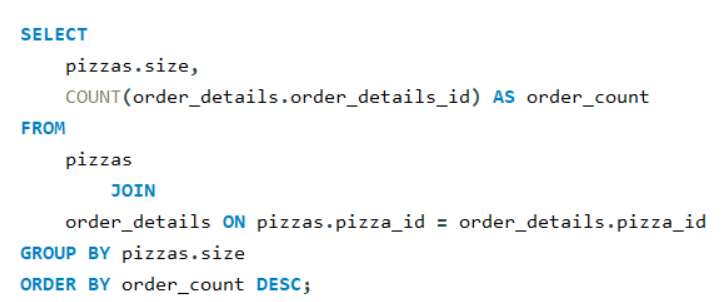 SELECT
    pizzas.size,
    COUNT(order_details.order_details_id) AS order_count
FROM
    pizzas
        JOIN
    order_details ON pizzas.pizza_id = order_details.pizza_id
GROUP BY pizzas.size
ORDER BY order_count DESC;